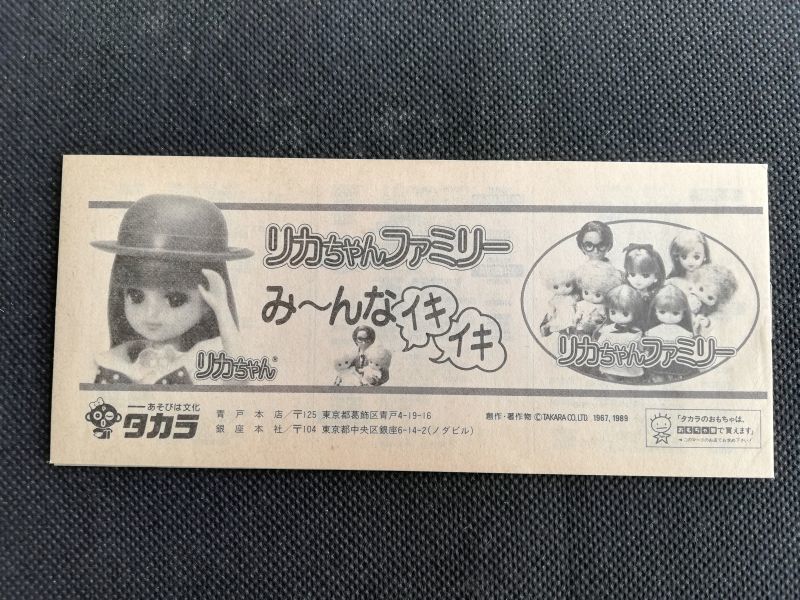 リカちゃんファミリー
み〜んなイキイキ
リカちゃん®
リカちゃんファミリー
あそびは文化
タカラ
青戸本店/〒125 東京都葛飾区青戸4-19-16
銀座本社/〒104 東京都中央区銀座6-14-2(ノダビル)
創作・著作物 ©TAKARA CO., LTD. 1967, 1989
「タカラのおもちゃは、
おもちゃ屋で買えます」